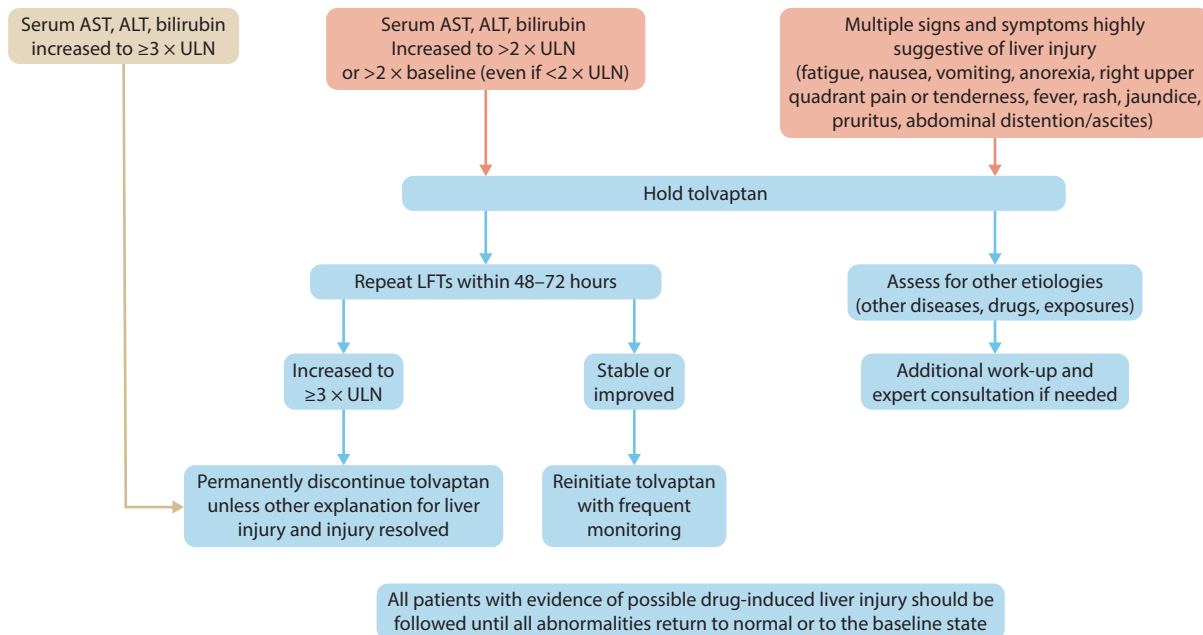 Serum AST, ALT, bilirubin
increased to ≥3 × ULN
Serum AST, ALT, bilirubin
Increased to >2 × ULN
or >2 × baseline (even if <2 × ULN)
Multiple signs and symptoms highly
suggestive of liver injury
(fatigue, nausea, vomiting, anorexia, right upper
quadrant pain or tenderness, fever, rash, jaundice,
pruritus, abdominal distention/ascites)
Hold tolvaptan
Repeat LFTs within 48–72 hours
Assess for other etiologies
(other diseases, drugs, exposures)
Increased to
≥3 × ULN
Stable or
improved
Additional work-up and
expert consultation if needed
Permanently discontinue tolvaptan
unless other explanation for liver
injury and injury resolved
Reinitiate tolvaptan
with frequent
monitoring
All patients with evidence of possible drug-induced liver injury should be
followed until all abnormalities return to normal or to the baseline state